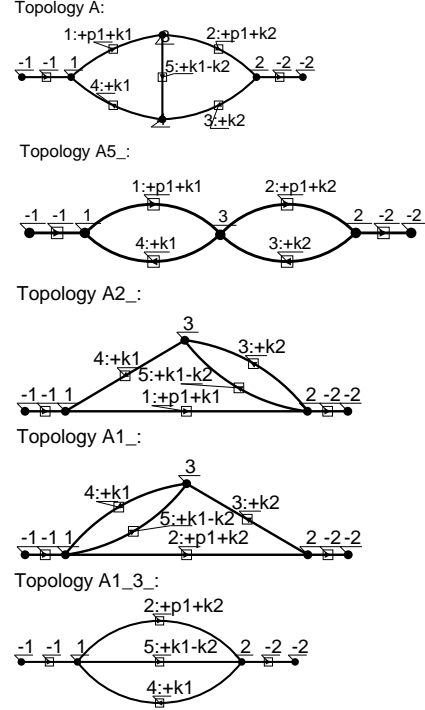 Topology A:
1:+p1+k1 3 2:+p1+k2
-1 -1 1 5:+k1-k2 2 -2 -2
4:+k1 3:+k2
Topology A5_:
1:+p1+k1 2:+p1+k2
-1 -1 1 3 2 -2 -2
4:+k1 3:+k2
Topology A2_:
3
4:+k1 3:+k2
5:+k1-k2
1:+p1+k1
-1 -1 1 2 -2 -2
Topology A1_:
3
4:+k1 3:+k2
5:+k1-k2
-1 -1 1 2:+p1+k2 2 -2 -2
Topology A1_3_:
2:+p1+k2
-1 -1 1 5:+k1-k2 2 -2 -2
4:+k1